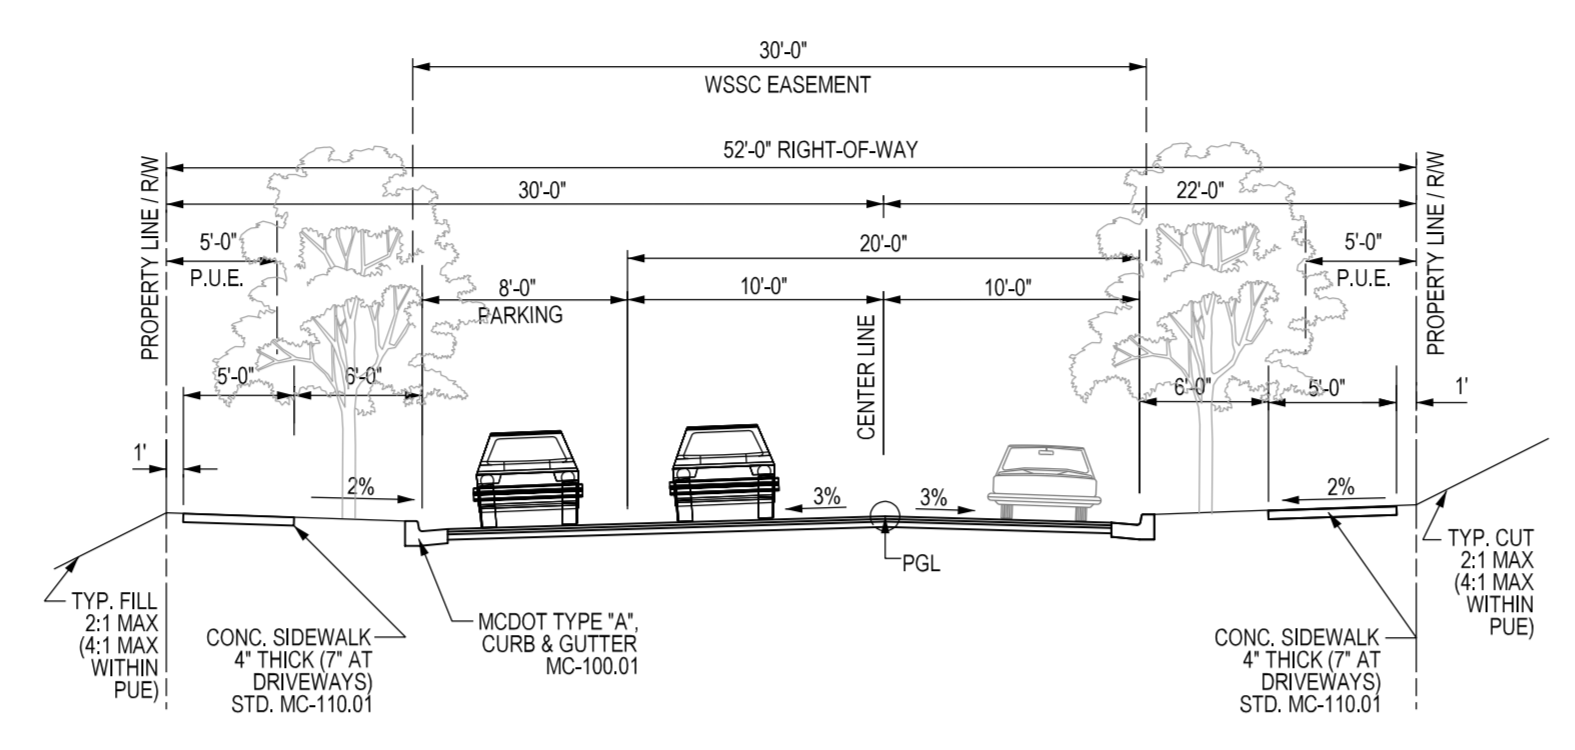 30'-0"
WSSC EASEMENT
52'-0" RIGHT-OF-WAY
30'-0"
22'-0"
PROPERTY LINE / R/W
PROPERTY LINE / R/W
5'-0"
P.U.E.
20'-0"
5'-0"
P.U.E.
8'-0"
PARKING
10'-0"
10'-0"
CENTER LINE
5'-0"
6'-0"
6'-0"
5'-0"
1'
1'
2%
3%
3%
2%
PGL
TYP. FILL
2:1 MAX
(4:1 MAX
WITHIN
PUE)
CONC. SIDEWALK
4" THICK (7" AT
DRIVEWAYS)
STD. MC-110.01
MCDOT TYPE "A",
CURB & GUTTER
MC-100.01
CONC. SIDEWALK
4" THICK (7" AT
DRIVEWAYS)
STD. MC-110.01
TYP. CUT
2:1 MAX
(4:1 MAX
WITHIN
PUE)